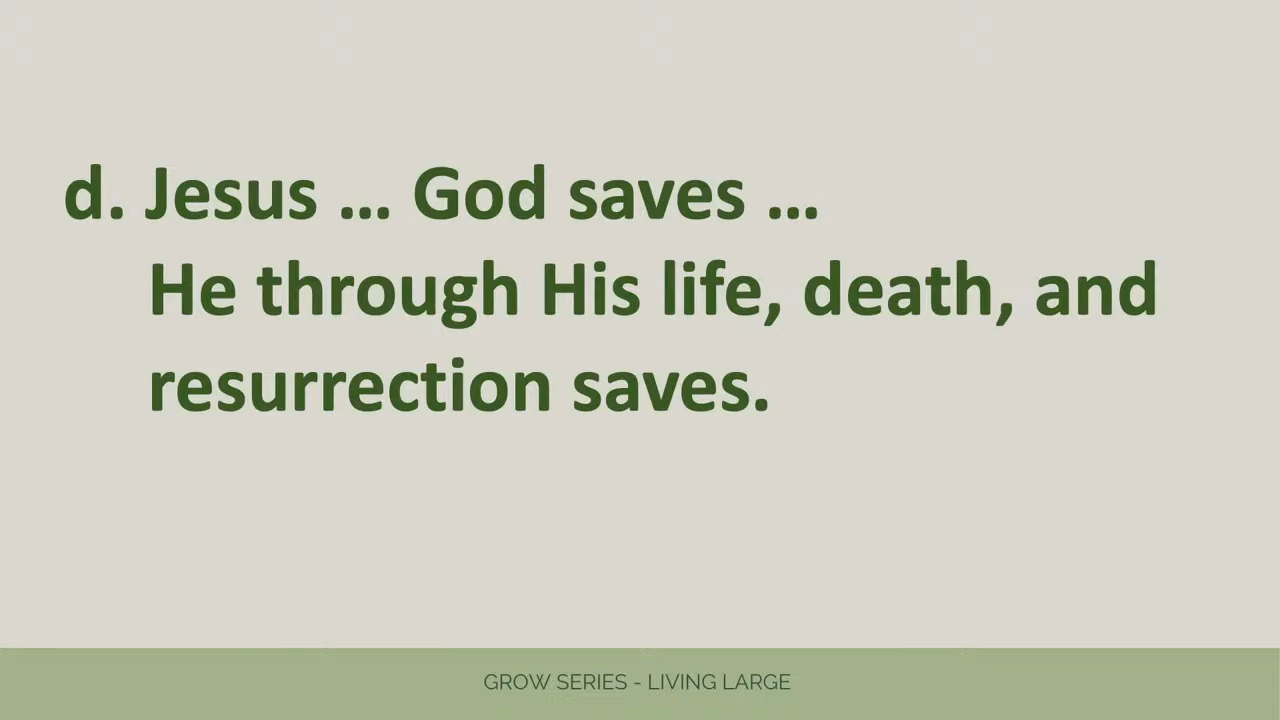 d. Jesus ... God saves ...
He through His life, death, and
resurrection saves.
GROW SERIES - LIVING LARGE